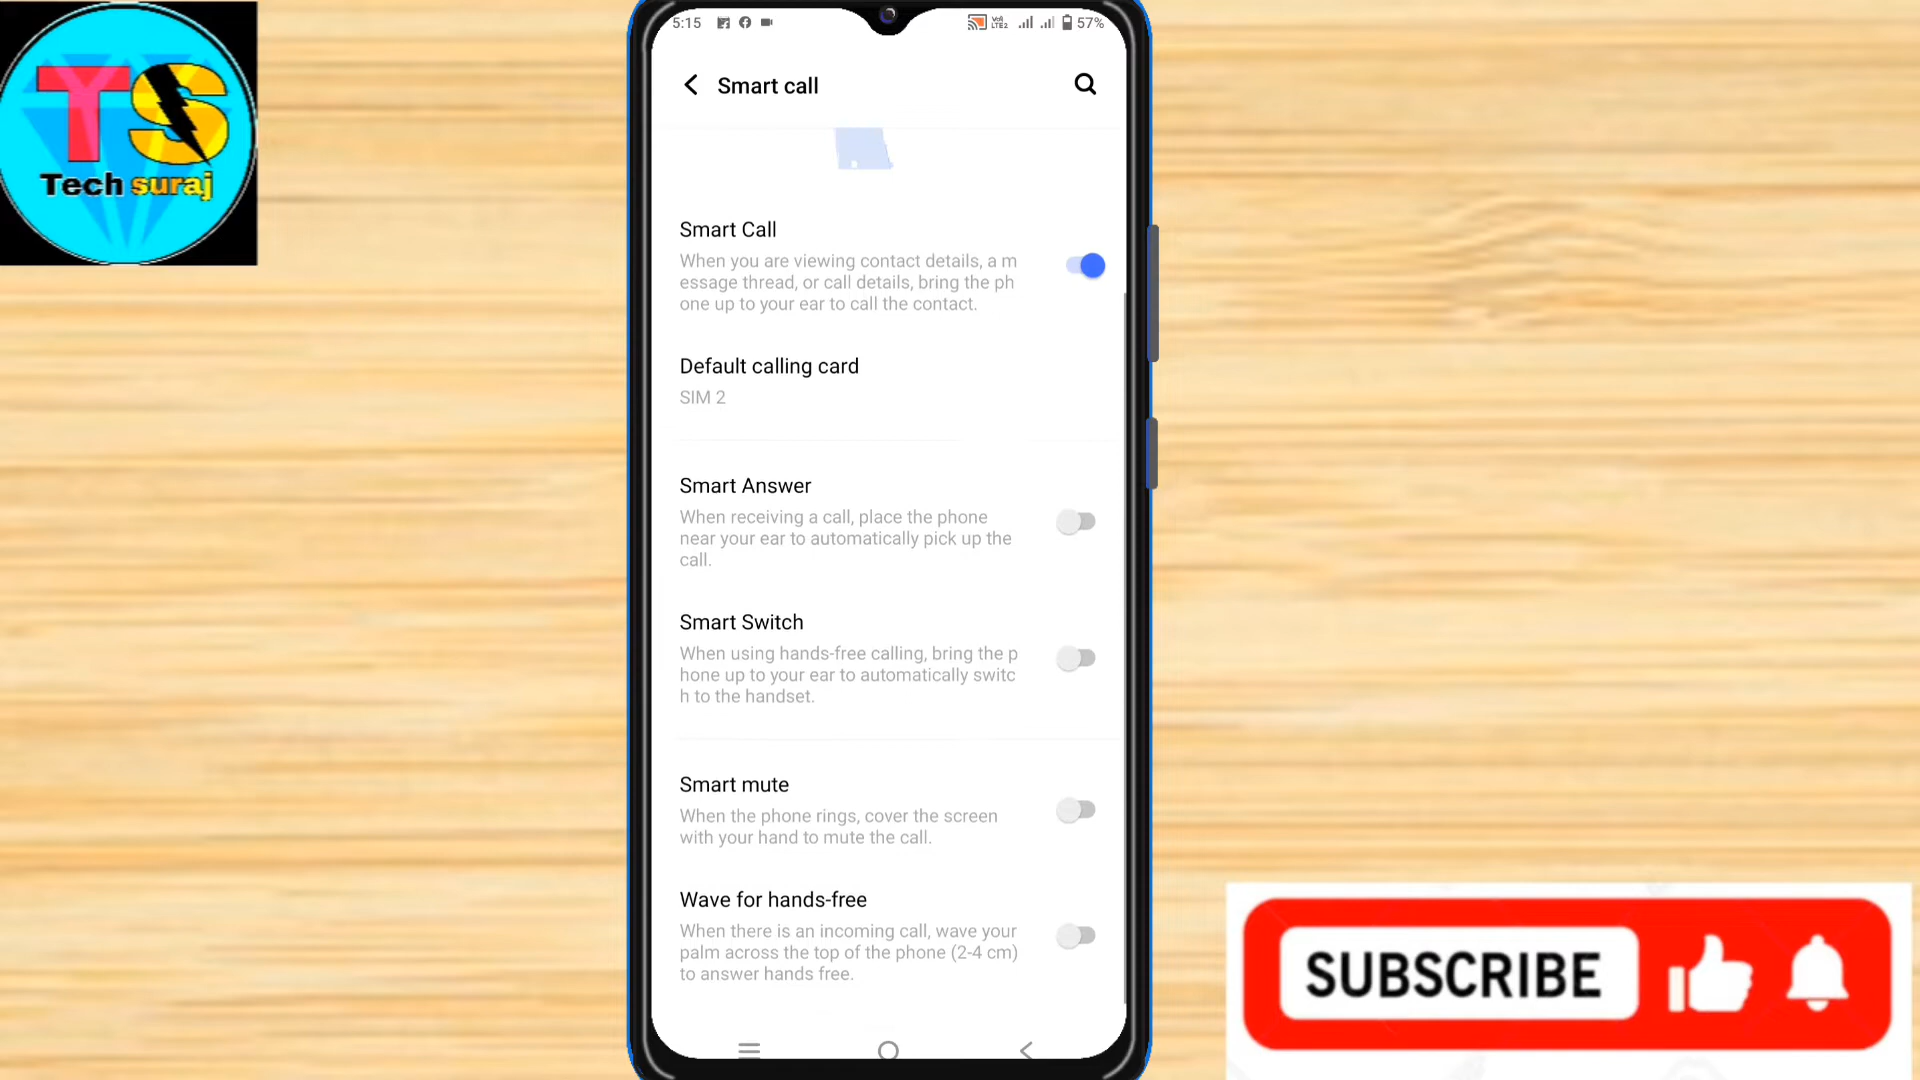 TS
Tech suraj
5:15
Vo)
LTE2
57%
Smart call
Smart Call
When you are viewing contact details, a m
essage thread, or call details, bring the ph
one up to your ear to call the contact.
Default calling card
SIM 2
Smart Answer
When receiving a call, place the phone
near your ear to automatically pick up the
call.
Smart Switch
When using hands-free calling, bring the p
hone up to your ear to automatically switc
h to the handset.
Smart mute
When the phone rings, cover the screen
with your hand to mute the call.
Wave for hands-free
When there is an incoming call, wave your
palm across the top of the phone (2-4 cm)
to answer hands free.
SUBSCRIBE